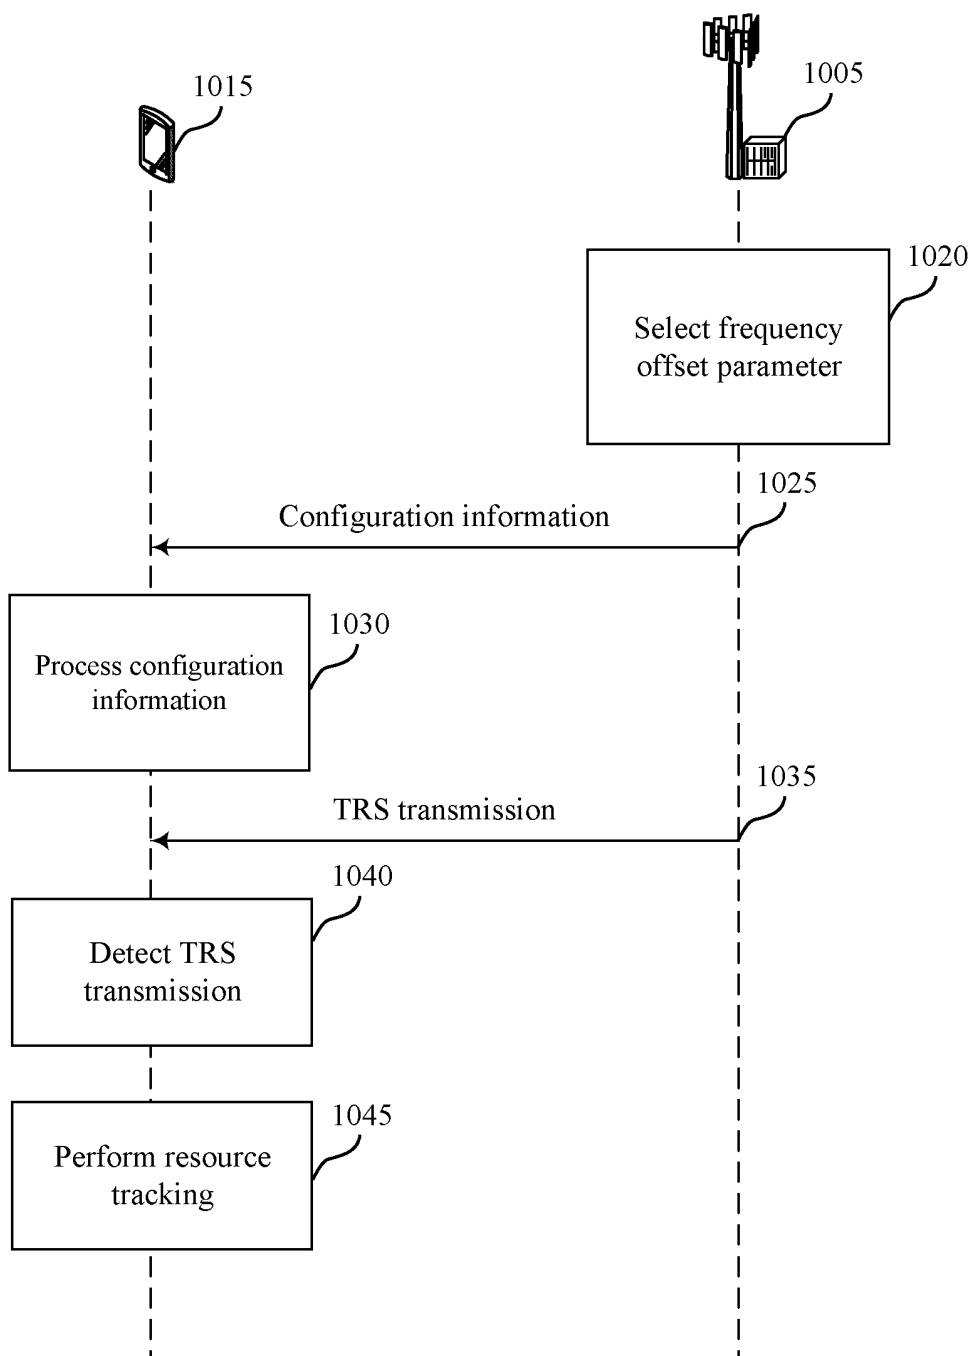 1015
1005
1020
Select frequency
offset parameter
1025
Configuration information
1030
Process configuration
information
1035
TRS transmission
1040
Detect TRS
transmission
1045
Perform resource
tracking